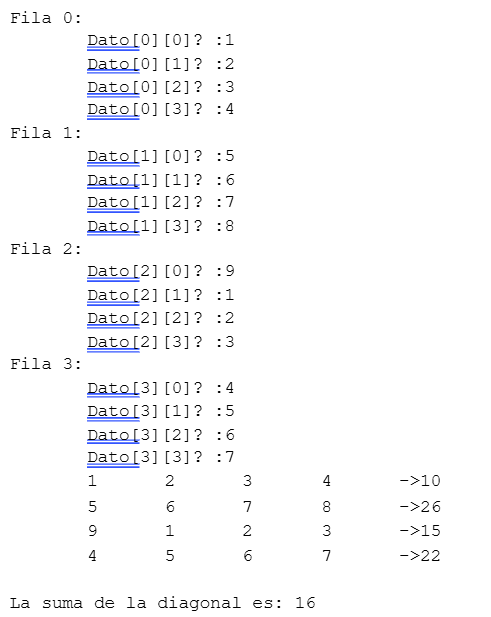 Fila 0:
Dato[0][0]? :1
Dato[0][1]? :2
Dato[0][2]? :3
Dato[0][3]? :4
Fila 1:
Dato[1][0]? :5
Dato[1][1]? :6
Dato[1][2]? :7
Dato[1][3]? :8
Fila 2:
Dato[2][0]? :9
Dato[2][1]? :1
Dato[2][2]? :2
Dato[2][3]? :3
Fila 3:
Dato[3][0]? :4
Dato[3][1]? :5
Dato[3][2]? :6
Dato[3][3]? :7
1 2 3 4 ->10
5 6 7 8 ->26
9 1 2 3 ->15
4 5 6 7 ->22
La suma de la diagonal es: 16